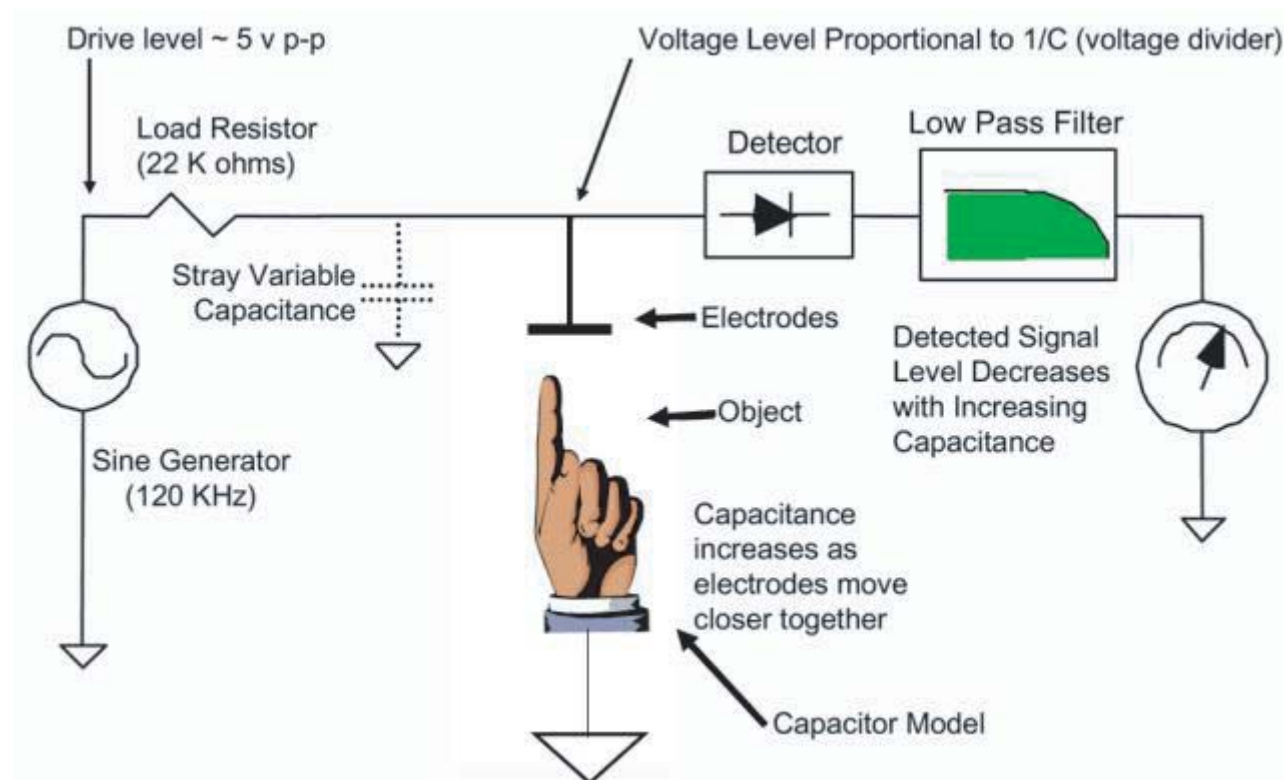 Drive level ~ 5 v p-p
Voltage Level Proportional to 1/C (voltage divider)
Load Resistor
(22 K ohms)
Detector
Low Pass Filter
Stray Variable
Capacitance
Electrodes
Detected Signal
Level Decreases
with Increasing
Capacitance
Object
Sine Generator
(120 KHz)
Capacitance
increases as
electrodes move
closer together
Capacitor Model